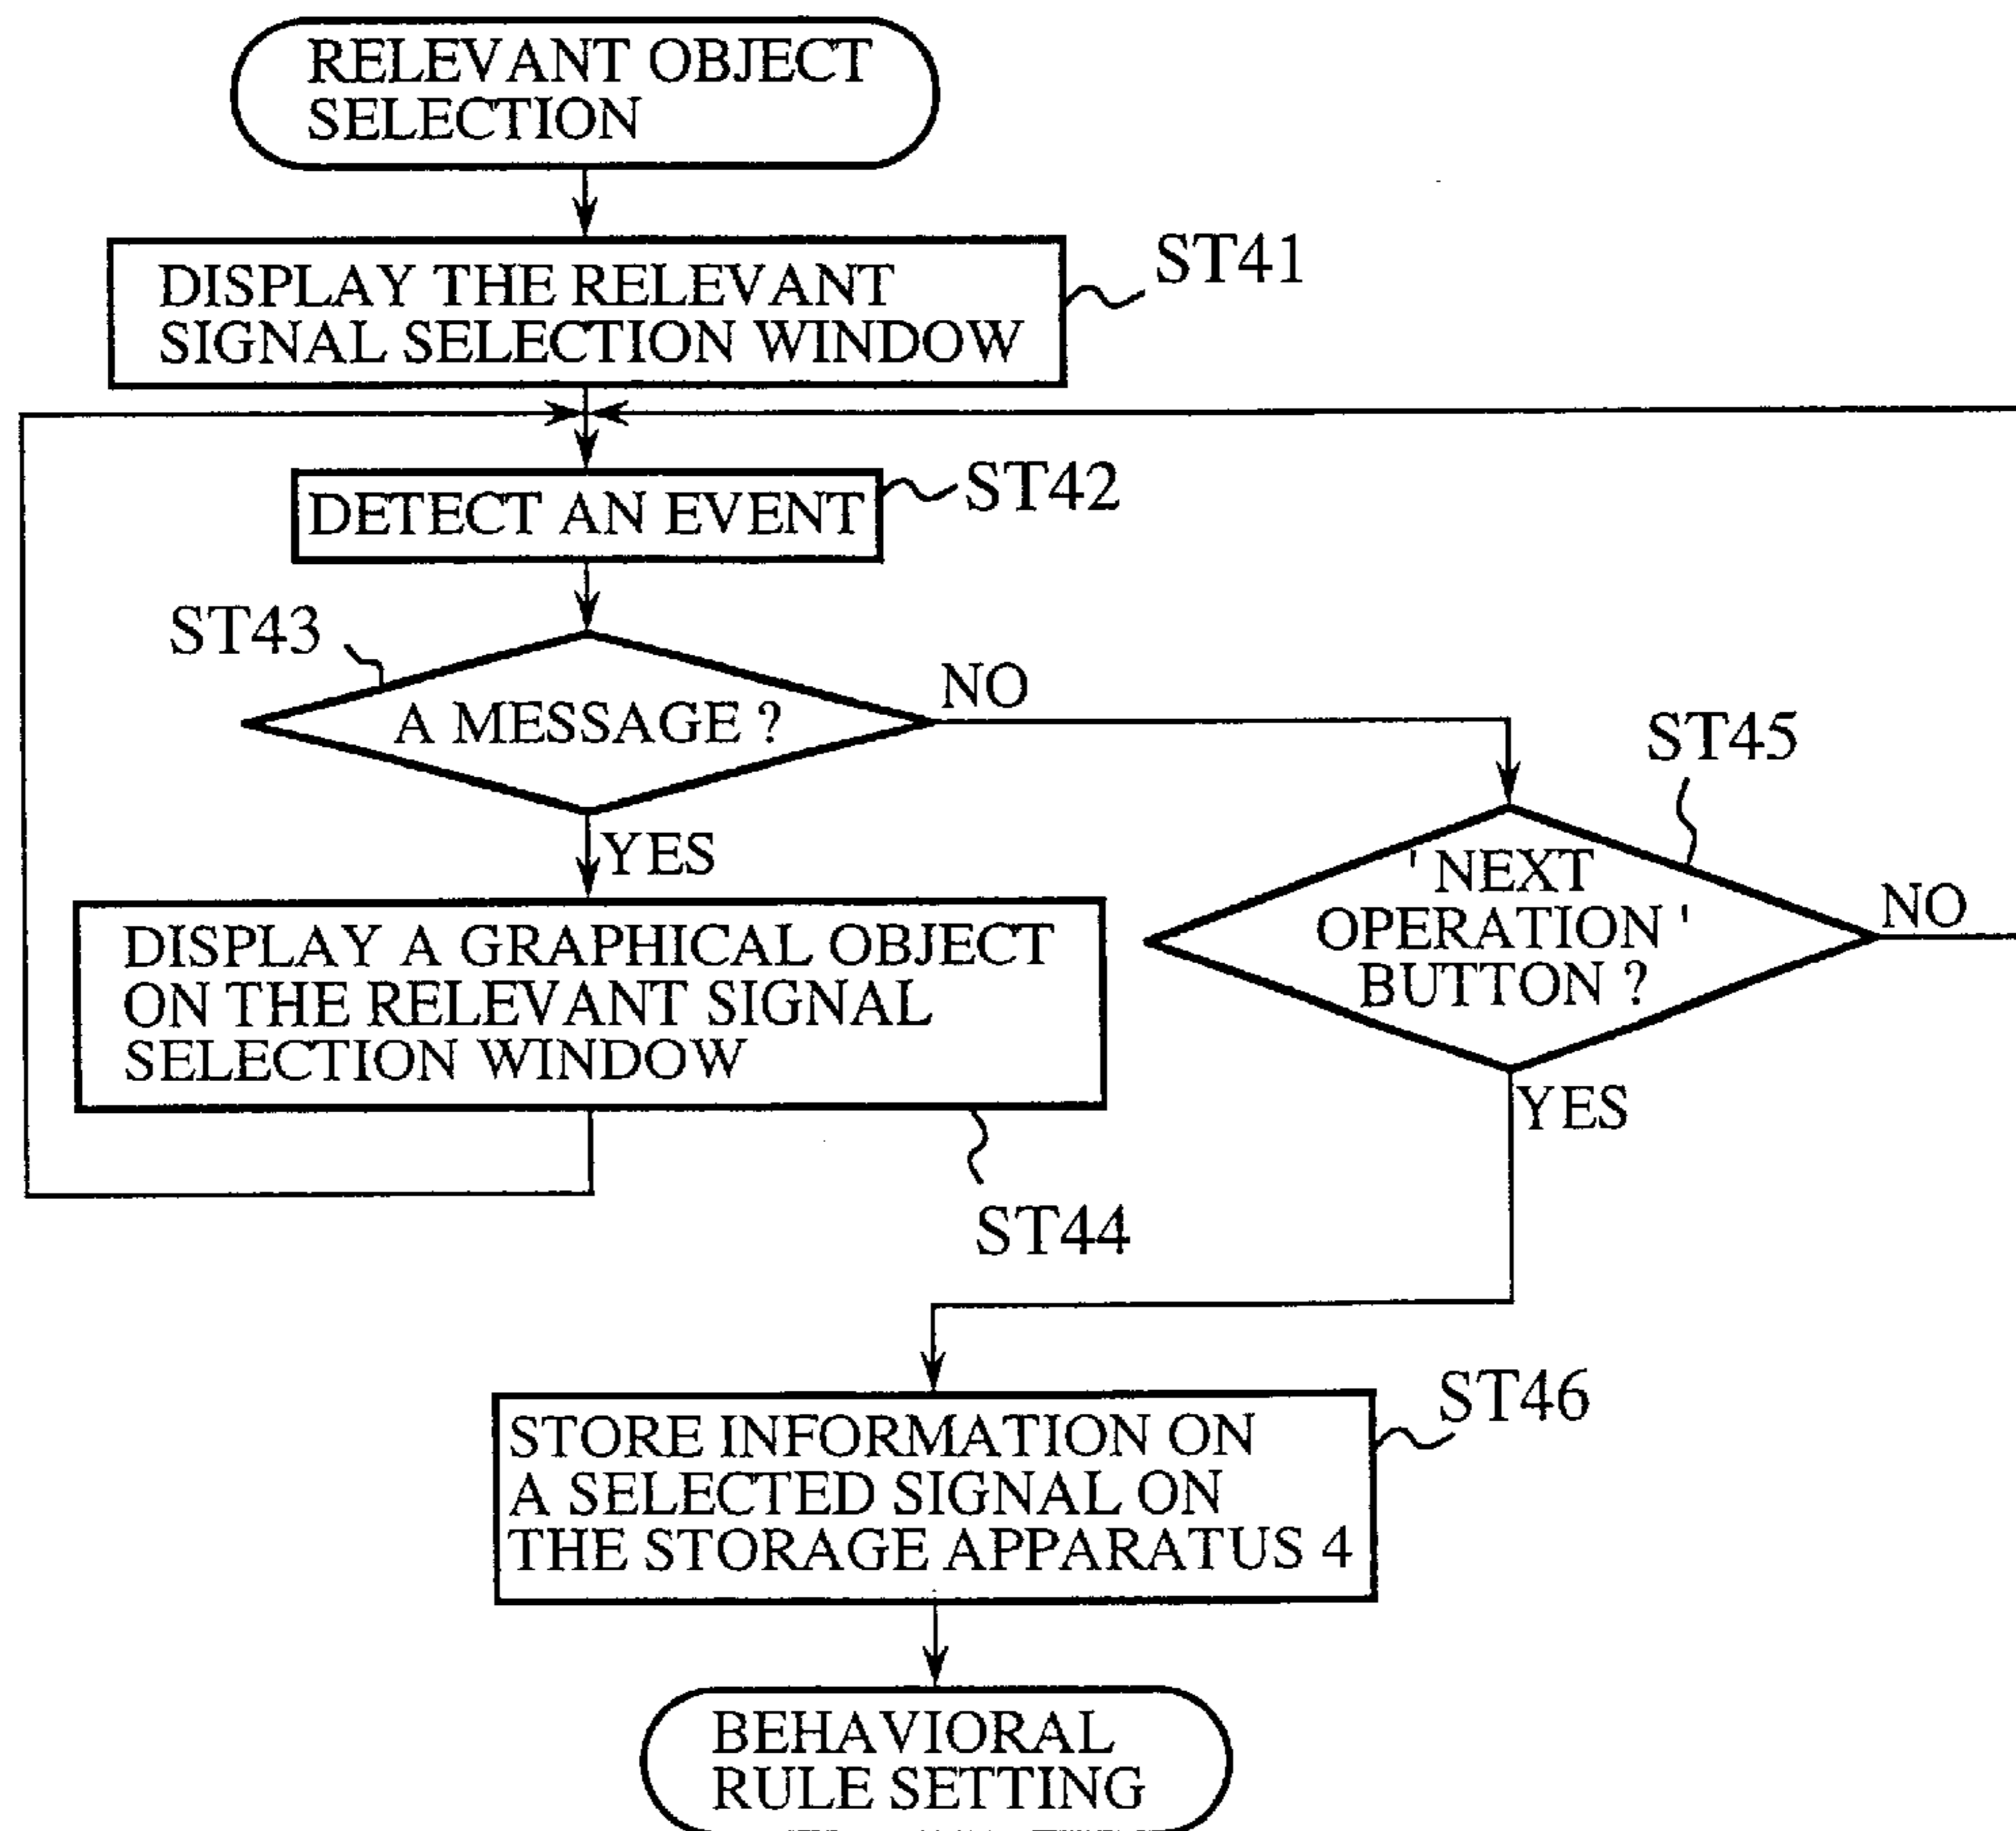 RELEVANT OBJECT
SELECTION
DISPLAY THE RELEVANT
SIGNAL SELECTION WINDOW
ST41
DETECT AN EVENT
ST42
ST43
A MESSAGE ?
NO
YES
ST45
' NEXT
OPERATION '
BUTTON ?
NO
YES
DISPLAY A GRAPHICAL OBJECT
ON THE RELEVANT SIGNAL
SELECTION WINDOW
ST44
STORE INFORMATION ON
A SELECTED SIGNAL ON
THE STORAGE APPARATUS 4
ST46
BEHAVIORAL
RULE SETTING